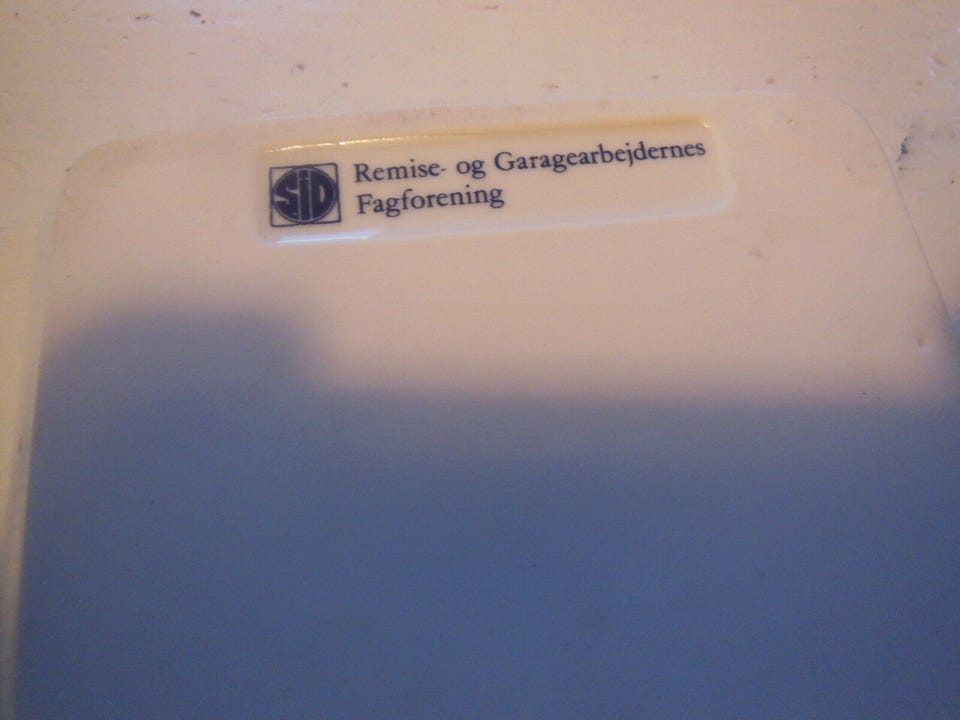 SiD
Remise- og Garagearbejdernes
Fagforening